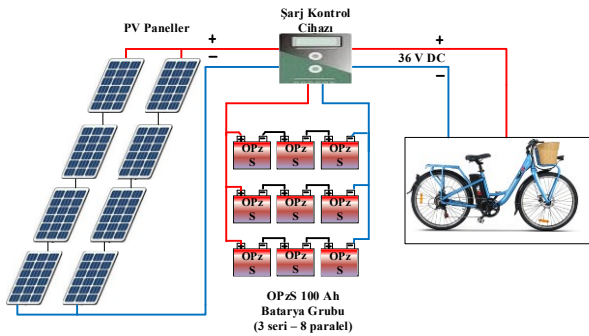 PV Paneller
Şarj Kontrol
Cihazı
+
−
+
36 V DC
−
OPz
S
OPz
S
OPz
S
OPz
S
OPz
S
OPz
S
OPz
S
OPz
S
OPz
S
OPzS 100 Ah
Batarya Grubu
(3 seri – 8 paralel)